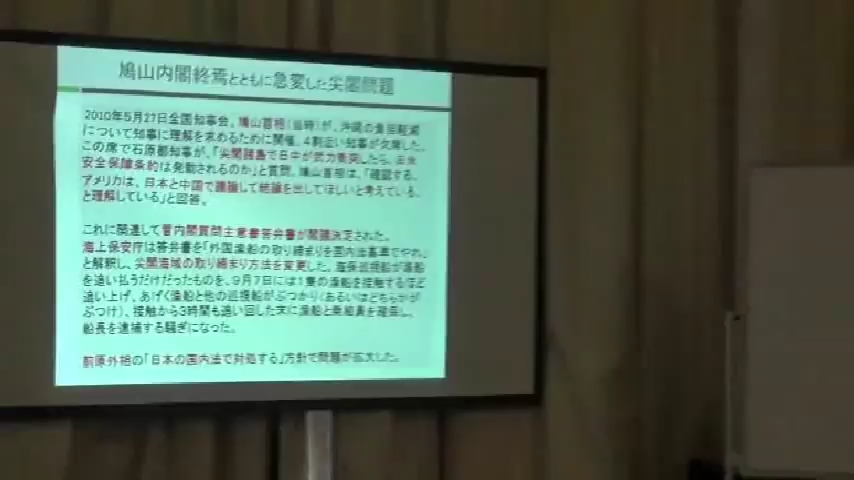 鳩山内閣終焉とともに急変した尖閣問題
2010年5月27日全国知事会。鳩山首相(当時)が、沖縄の負担軽減
について知事に理解を求めるために開催。4割近い知事が欠席した。
この席で石原都知事が、「尖閣諸島で日中が武力衝突したら、日米
安全保障条約は発動されるのか」と質問。鳩山首相は、「確認する。
アメリカは、日本と中国で議論して結論を出してほしいと考えている、
と理解している」と回答。
これに関連して菅内閣質問主意書答弁書が閣議決定された。
海上保安庁は答弁書を「外国漁船の取り締まりを国内法基準でやれ」
と解釈し、尖閣海域の取り締まり方法を変更した。海保巡視船が漁船
を追い払うだけだったものを、9月7日には1隻の漁船を接触するほど
追い上げ、あげく漁船と他の巡視船がぶつかり(あるいはどちらかが
ぶつけ)、接触から3時間も追い回した末に漁船と乗組員を確保し、
船長を逮捕する騒ぎになった。
前原外相の「日本の国内法で対処する」方針で問題が拡大した。